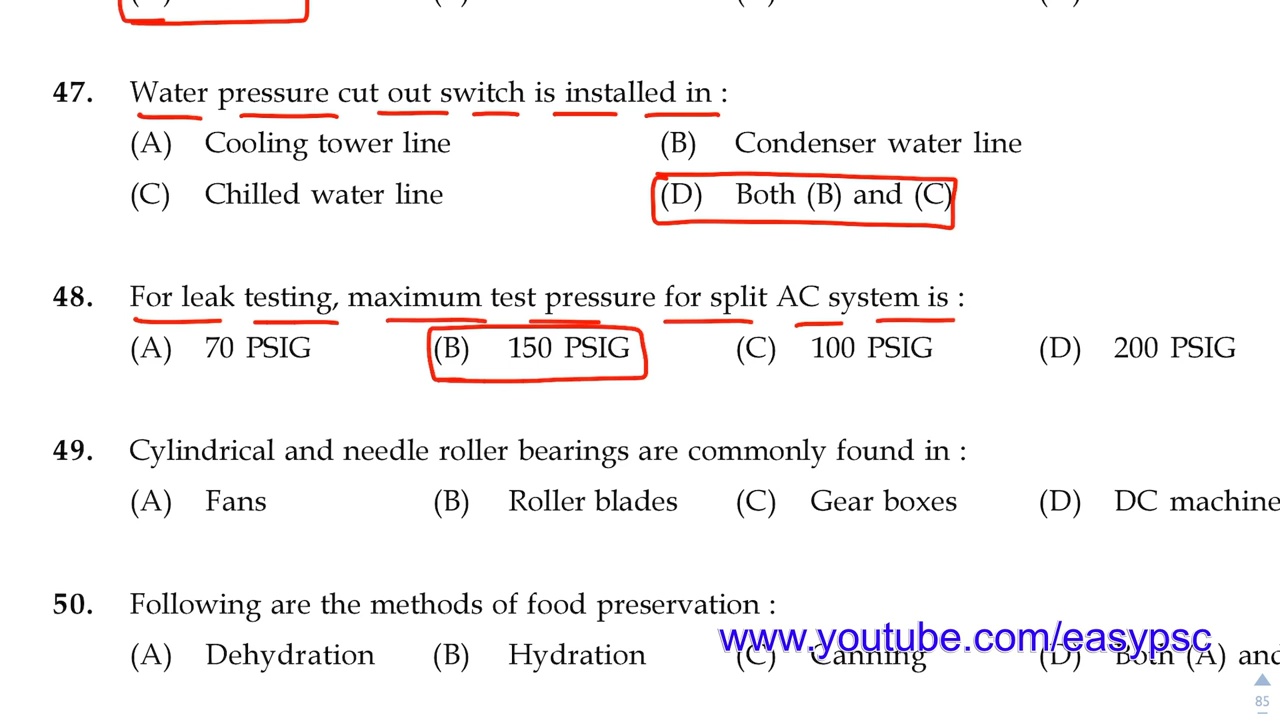 47. Water pressure cut out switch is installed in :
(A) Cooling tower line (B) Condenser water line
(C) Chilled water line (D) Both (B) and (C)
48. For leak testing, maximum test pressure for split AC system is :
(A) 70 PSIG (B) 150 PSIG (C) 100 PSIG (D) 200 PSIG
49. Cylindrical and needle roller bearings are commonly found in :
(A) Fans (B) Roller blades (C) Gear boxes (D) DC machine
50. Following are the methods of food preservation :
www.youtube.com/easypsc
(A) Dehydration (B) Hydration (C) Canning (D) Both (A) and
85